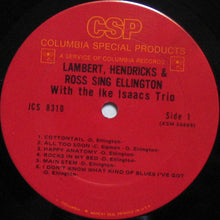 CSP
COLUMBIA SPECIAL PRODUCTS
A SERVICE OF COLUMBIA RECORDS
LAMBERT, HENDRICKS &
ROSS SING ELLINGTON
With the Ike Isaacs Trio
JCS 8310
Side 1
1. COTTONTAIL -D. Ellington-
2. ALL TOO SOON -C. -D. Ellington-
3. HAPPY ANATOMY -D. Ellington-
4. ROCKS IN MY BED -D. Ellington-
5. MAIN STEM -D. Ellington-
6. I DON'T KNOW WHAT KIND OF BLUES I'VE GOT
-D. Ellington-